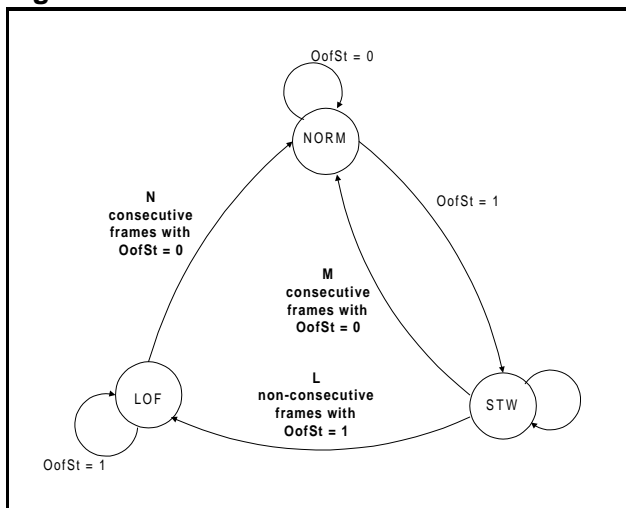 OofSt = 0
NORM
N
consecutive
frames with
OofSt = 0
OofSt = 1
M
consecutive
frames with
OofSt = 0
L
non-consecutive
frames with
OofSt = 1
LOF
STW
OofSt = 1